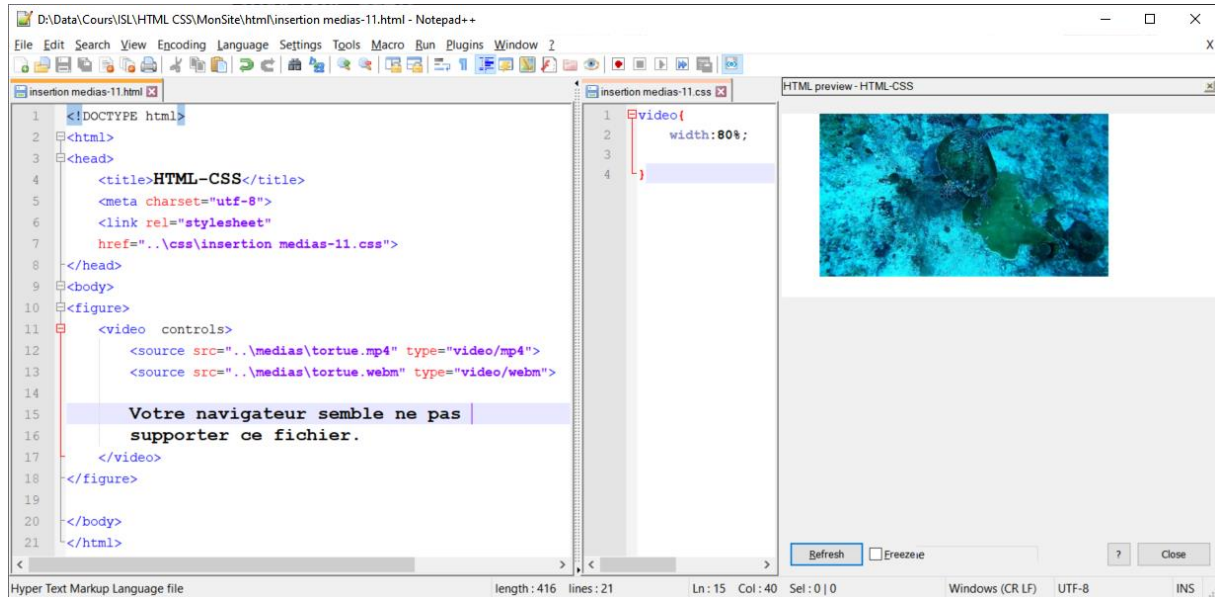 D:\Data\Cours\ISL\HTML CSS\MonSite\html\insertion medias-11.html - Notepad++
File Edit Search View Encoding Language Settings Tools Macro Run Plugins Window ?
X
insertion medias-11.html
1 <!DOCTYPE html>
2 <html>
3 <head>
4 <title>HTML-CSS</title>
5 <meta charset="utf-8">
6 <link rel="stylesheet"
7 href="..\css\insertion medias-11.css">
8 </head>
9 <body>
10 <figure>
11 <video controls>
12 <source src="..\medias\tortue.mp4" type="video/mp4">
13 <source src="..\medias\tortue.webm" type="video/webm">
14
15 Votre navigateur semble ne pas
16 supporter ce fichier.
17 </video>
18 </figure>
19
20 </body>
21 </html>
insertion medias-11.css
1 video{
2 width:80%;
3
4 }
HTML preview - HTML-CSS
Refresh Freeze ? Close
Hyper Text Markup Language file length : 416 lines : 21 Ln : 15 Col : 40 Sel : 0 | 0 Windows (CR LF) UTF-8 INS